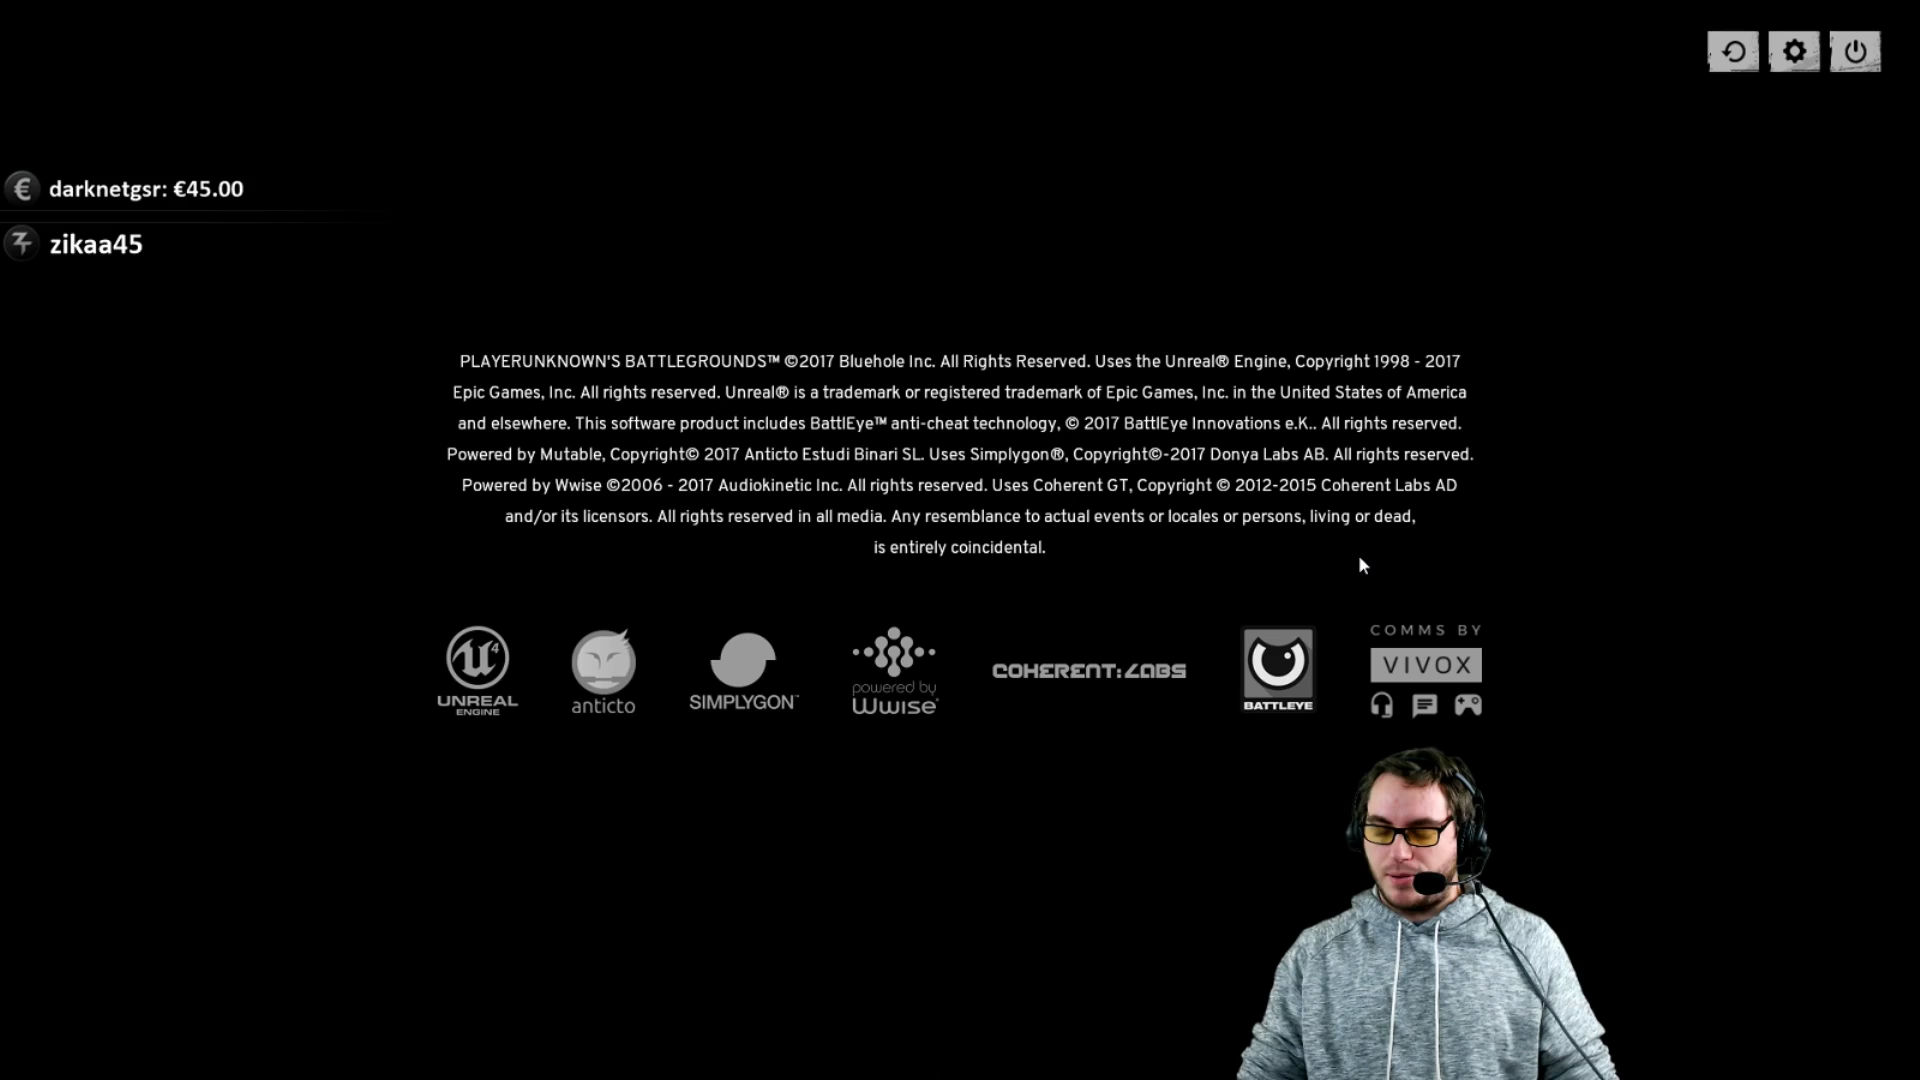 darknetgsr: €45.00
zikaa45
PLAYERUNKNOWN'S BATTLEGROUNDS™ ©2017 Bluehole Inc. All Rights Reserved. Uses the Unreal® Engine, Copyright 1998 - 2017
Epic Games, Inc. All rights reserved. Unreal® is a trademark or registered trademark of Epic Games, Inc. in the United States of America
and elsewhere. This software product includes BattlEye™ anti-cheat technology, © 2017 BattlEye Innovations e.K.. All rights reserved.
Powered by Mutable, Copyright© 2017 Anticto Estudi Binari SL. Uses Simplygon®, Copyright©-2017 Donya Labs AB. All rights reserved.
Powered by Wwise ©2006 - 2017 Audiokinetic Inc. All rights reserved. Uses Coherent GT, Copyright © 2012-2015 Coherent Labs AD
and/or its licensors. All rights reserved in all media. Any resemblance to actual events or locales or persons, living or dead,
is entirely coincidental.
U4
UNREAL
ENGINE
anticto
SIMPLYGON™
powered by
Wwise®
COHERENT:LABS
BATTLEYE
COMMS BY
VIVOX